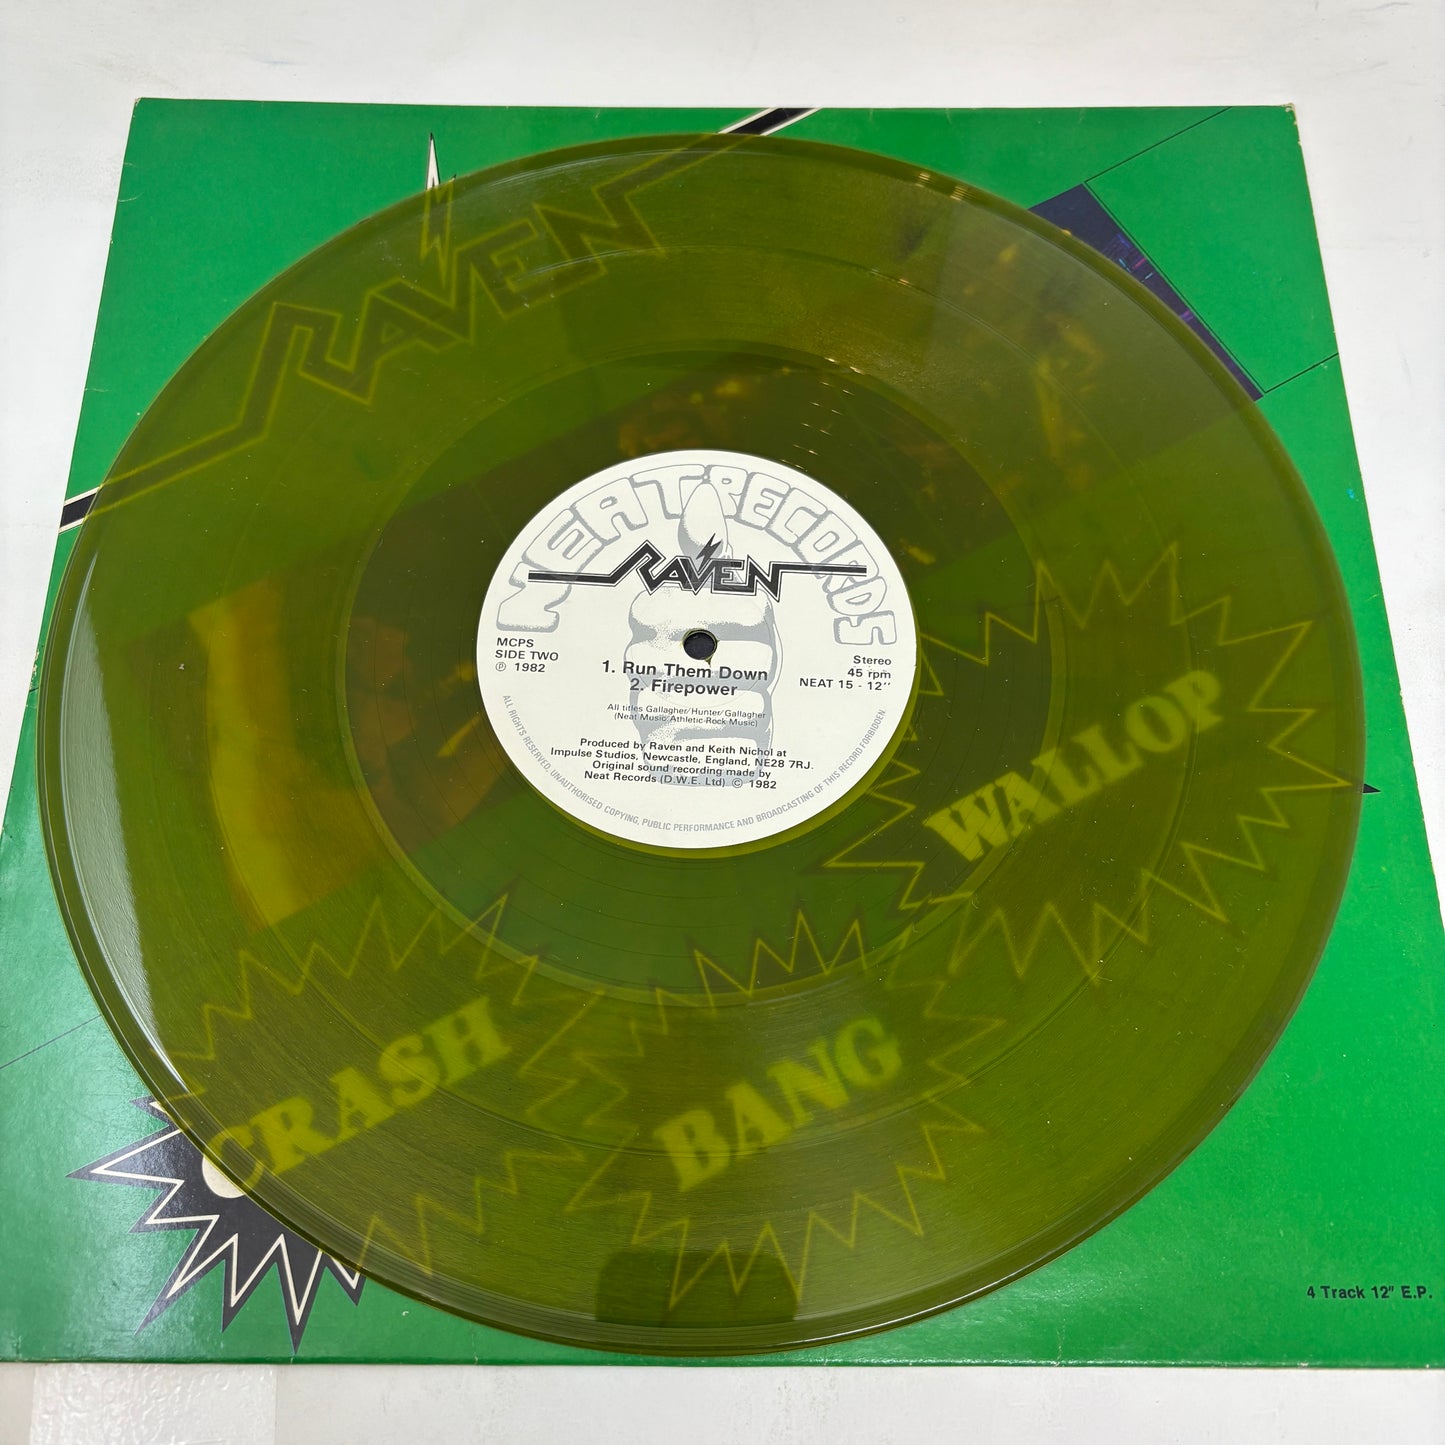 RAVEN
NEAT RECORDS
RAVEN
MCPS
SIDE TWO
℗ 1982
Stereo
45 rpm
NEAT 15 - 12"
1. Run Them Down
2. Firepower
All titles Gallagher/Hunter/Gallagher
(Neat Music/Athletic Rock Music)
Produced by Raven and Keith Nichol at
Impulse Studios, Newcastle, England, NE28 7RJ.
Original sound recording made by
Neat Records (D.W.E. Ltd) © 1982
ALL RIGHTS RESERVED, UNAUTHORISED COPYING, PUBLIC PERFORMANCE AND BROADCASTING OF THIS RECORD FORBIDDEN.
CRASH
BANG
WALLOP
4 Track 12" E.P.